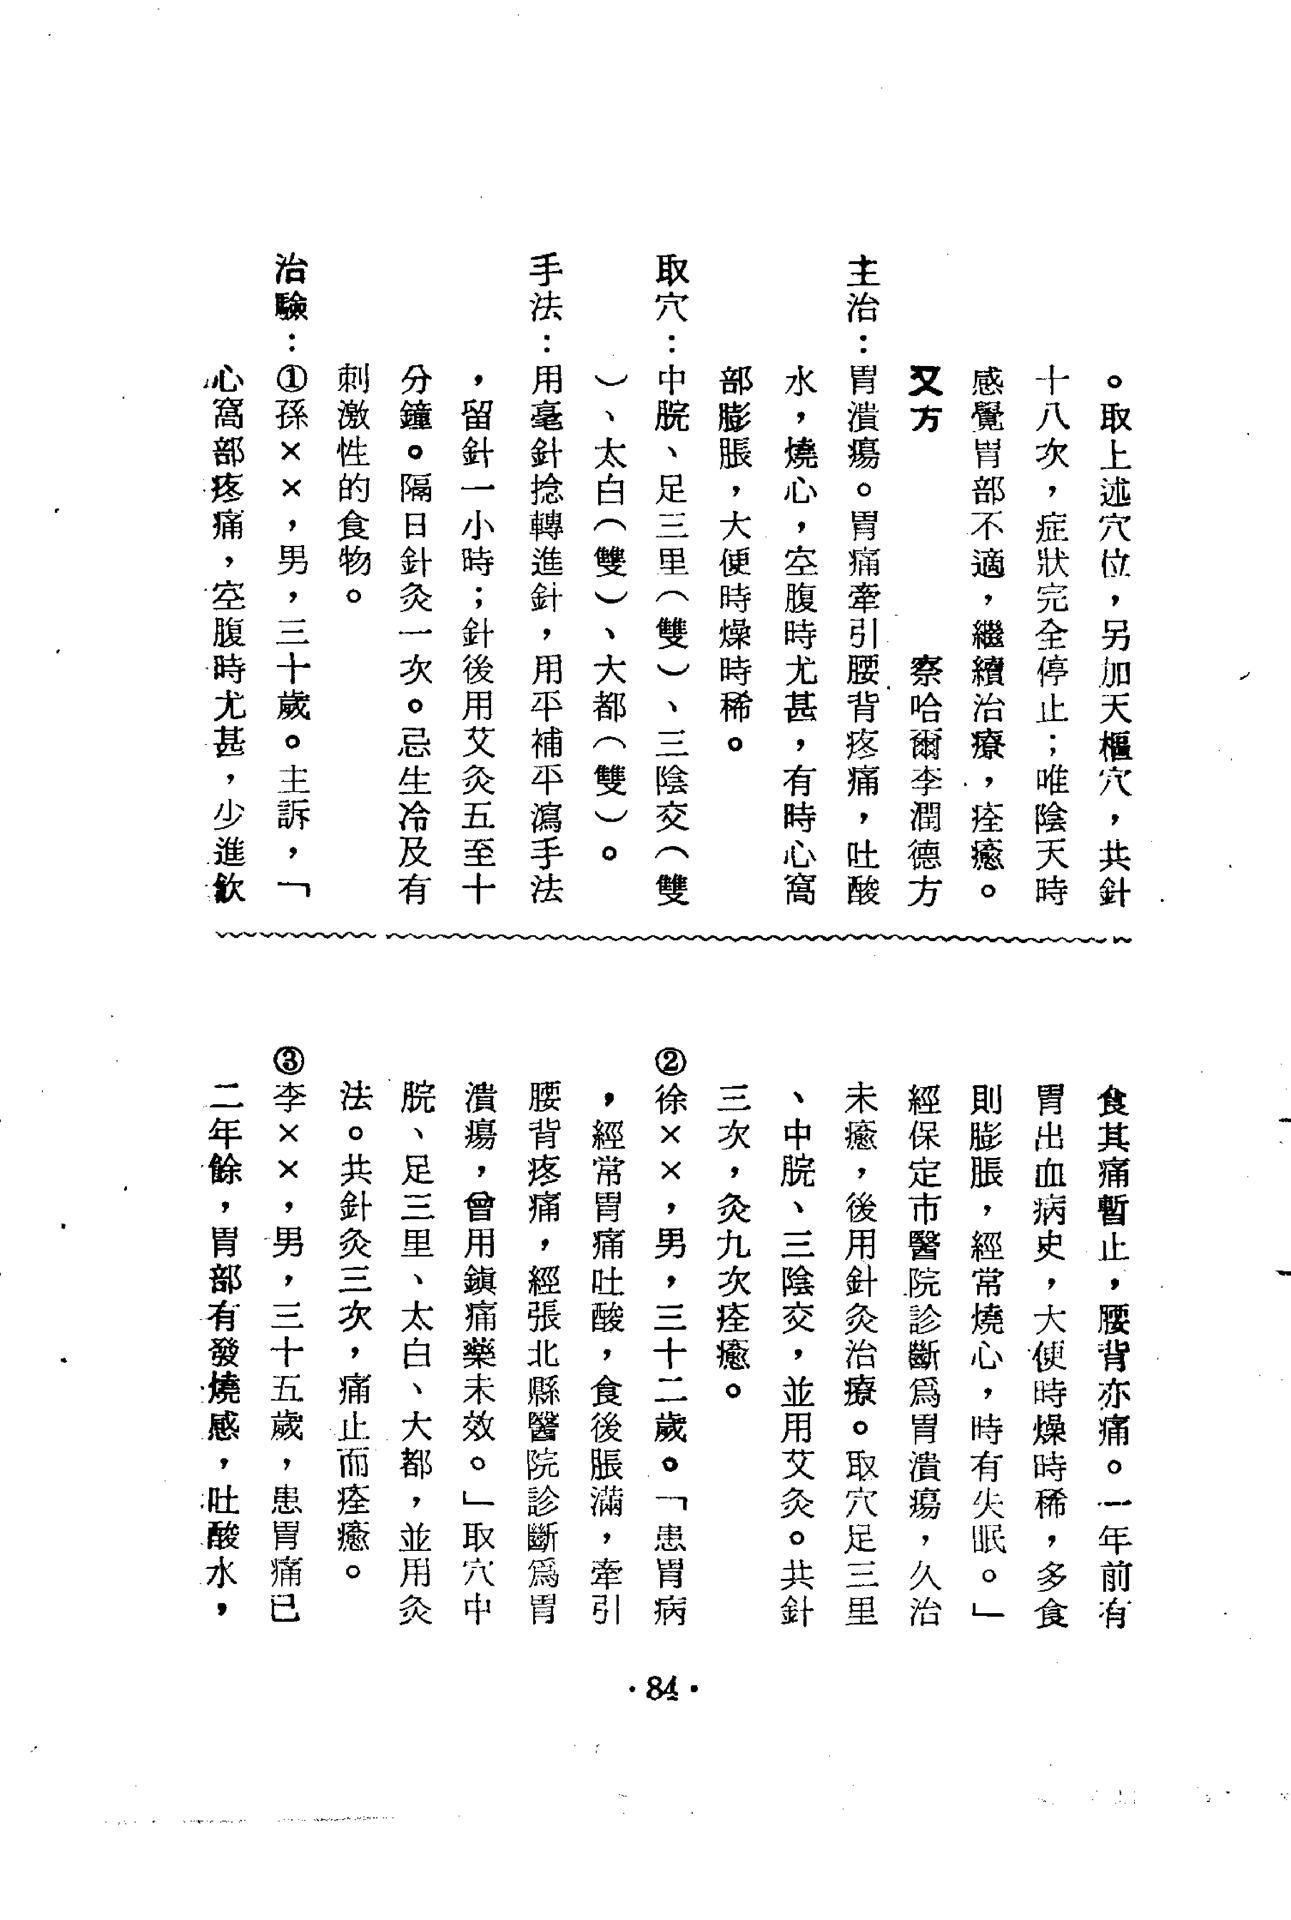 。取上述穴位，另加天樞穴，共針
十八次，症狀完全停止；唯陰天時
感覺胃部不適，繼續治療，痊癒。
又方　察哈爾李潤德方
主治：胃潰瘍。胃痛牽引腰背疼痛，吐酸
水，燒心，空腹時尤甚，有時心窩
部膨脹，大便時燥時稀。
取穴：中脘、足三里（雙）、三陰交（雙
）、太白（雙）、大都（雙）。
手法：用毫針捻轉進針，用平補平瀉手法
，留針一小時；針後用艾灸五至十
分鐘。隔日針灸一次。忌生冷及有
刺激性的食物。
治驗：①孫××，男，三十歲。主訴，「
心窩部疼痛，空腹時尤甚，少進飲
食其痛暫止，腰背亦痛。一年前有
胃出血病史，大便時燥時稀，多食
則膨脹，經常燒心，時有失眠。」
經保定市醫院診斷爲胃潰瘍，久治
未癒，後用針灸治療。取穴足三里
、中脘、三陰交，並用艾灸。共針
三次，灸九次痊癒。
②徐××，男，三十二歲。「患胃病
，經常胃痛吐酸，食後脹滿，牽引
腰背疼痛，經張北縣醫院診斷爲胃
潰瘍，曾用鎮痛藥未效。」取穴中
脘、足三里、太白、大都，並用灸
法。共針灸三次，痛止而痊癒。
③李××，男，三十五歲，患胃痛已
二年餘，胃部有發燒感，吐酸水，
·84·